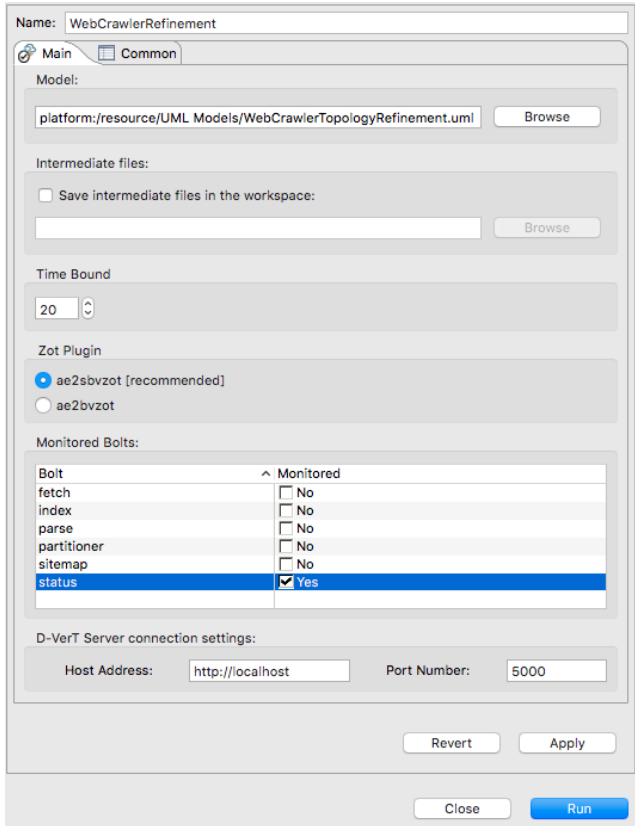 Name: WebCrawlerRefinement
Main Common
Model:
platform:/resource/UML Models/WebCrawlerTopologyRefinement.uml Browse
Intermediate files:
Save intermediate files in the workspace:
Browse
Time Bound
20
Zot Plugin
ae2sbvzot [recommended]
ae2bvzot
Monitored Bolts:
Bolt Monitored
fetch No
index No
parse No
partitioner No
sitemap No
status Yes
D-VerT Server connection settings:
Host Address: http://localhost Port Number: 5000
Revert Apply
Close Run